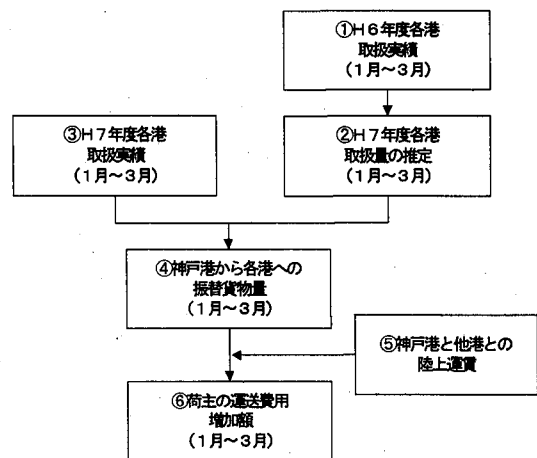 ①H6年度各港
取扱実績
（1月～3月）
③H7年度各港
取扱実績
（1月～3月）
②H7年度各港
取扱量の推定
（1月～3月）
④神戸港から各港への
振替貨物量
（1月～3月）
⑤神戸港と他港との
陸上運賃
⑥荷主の運送費用
増加額
（1月～3月）